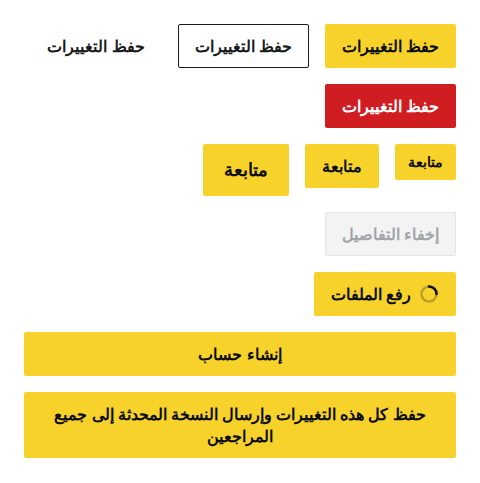 حفظ التغييرات
حفظ التغييرات
حفظ التغييرات
حفظ التغييرات
متابعة
متابعة
متابعة
إخفاء التفاصيل
رفع الملفات
إنشاء حساب
حفظ كل هذه التغييرات وإرسال النسخة المحدثة إلى جميع
المراجعين